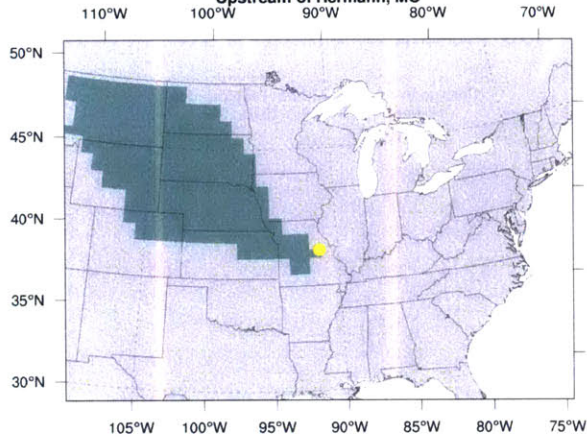 Upstream of Hermann, MO
110°W 100°W 90°W 80°W 70°W
50°N
45°N
40°N
35°N
30°N
105°W 100°W 95°W 90°W 85°W 80°W 75°W